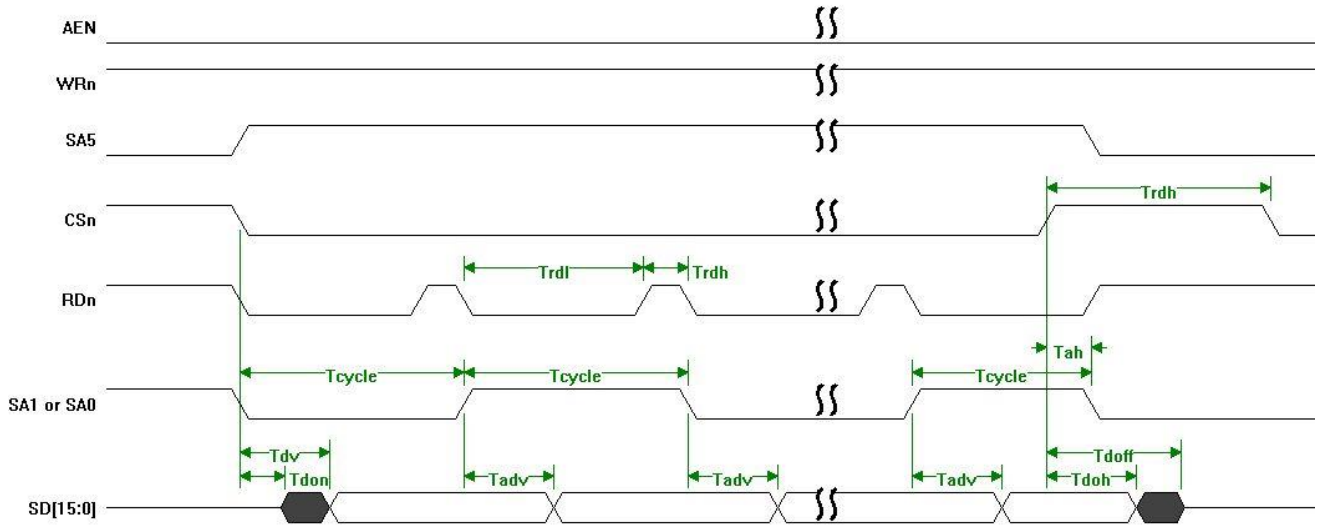 AEN
WRn
SA5
Trdh
CSn
Trdl Trdh
RDn
Tah
Tcycle Tcycle Tcycle
SA1 or SA0
Tdv Tdoff
Tdon Tadv Tadv Tadv Tdoh
SD[15:0]